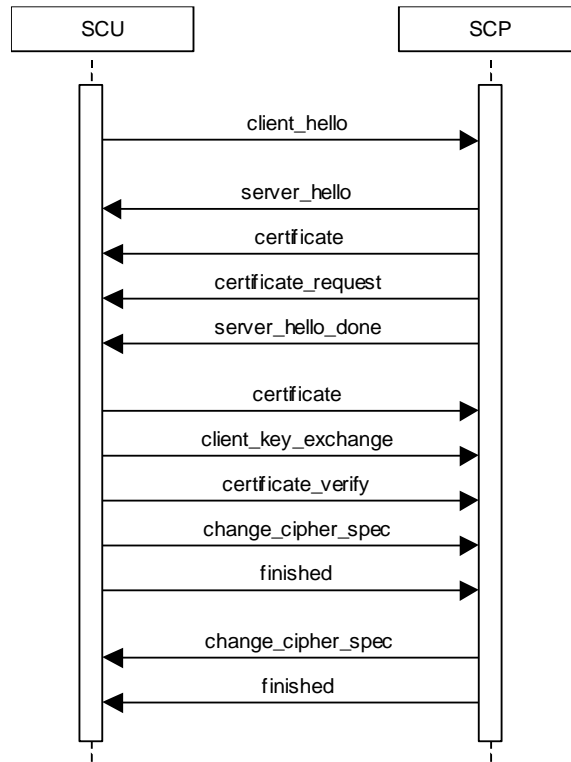 SCU
SCP
client_hello
server_hello
certificate
certificate_request
server_hello_done
certificate
client_key_exchange
certificate_verify
change_cipher_spec
finished
change_cipher_spec
finished